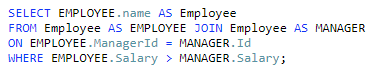 SELECT EMPLOYEE.name AS Employee
FROM Employee AS EMPLOYEE JOIN Employee AS MANAGER
ON EMPLOYEE.ManagerId = MANAGER.Id
WHERE EMPLOYEE.Salary > MANAGER.Salary;